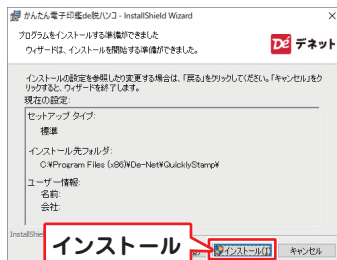 かんたん電子印鑑de脱ハンコ - InstallShield Wizard
プログラムをインストールする準備ができました
ウィザードは、インストールを開始する準備ができました。
De デネット
インストールの設定を参照したり変更する場合は、「戻る」をクリックしてください。「キャンセル」をク
リックすると、ウィザードを終了します。
現在の設定:
セットアップ タイプ:
標準
インストール先フォルダ:
C:¥Program Files (x86)¥De-Net¥QuicklyStamp¥
ユーザー情報:
名前:
会社:
InstallShie
インストール
インストール(I)
キャンセル